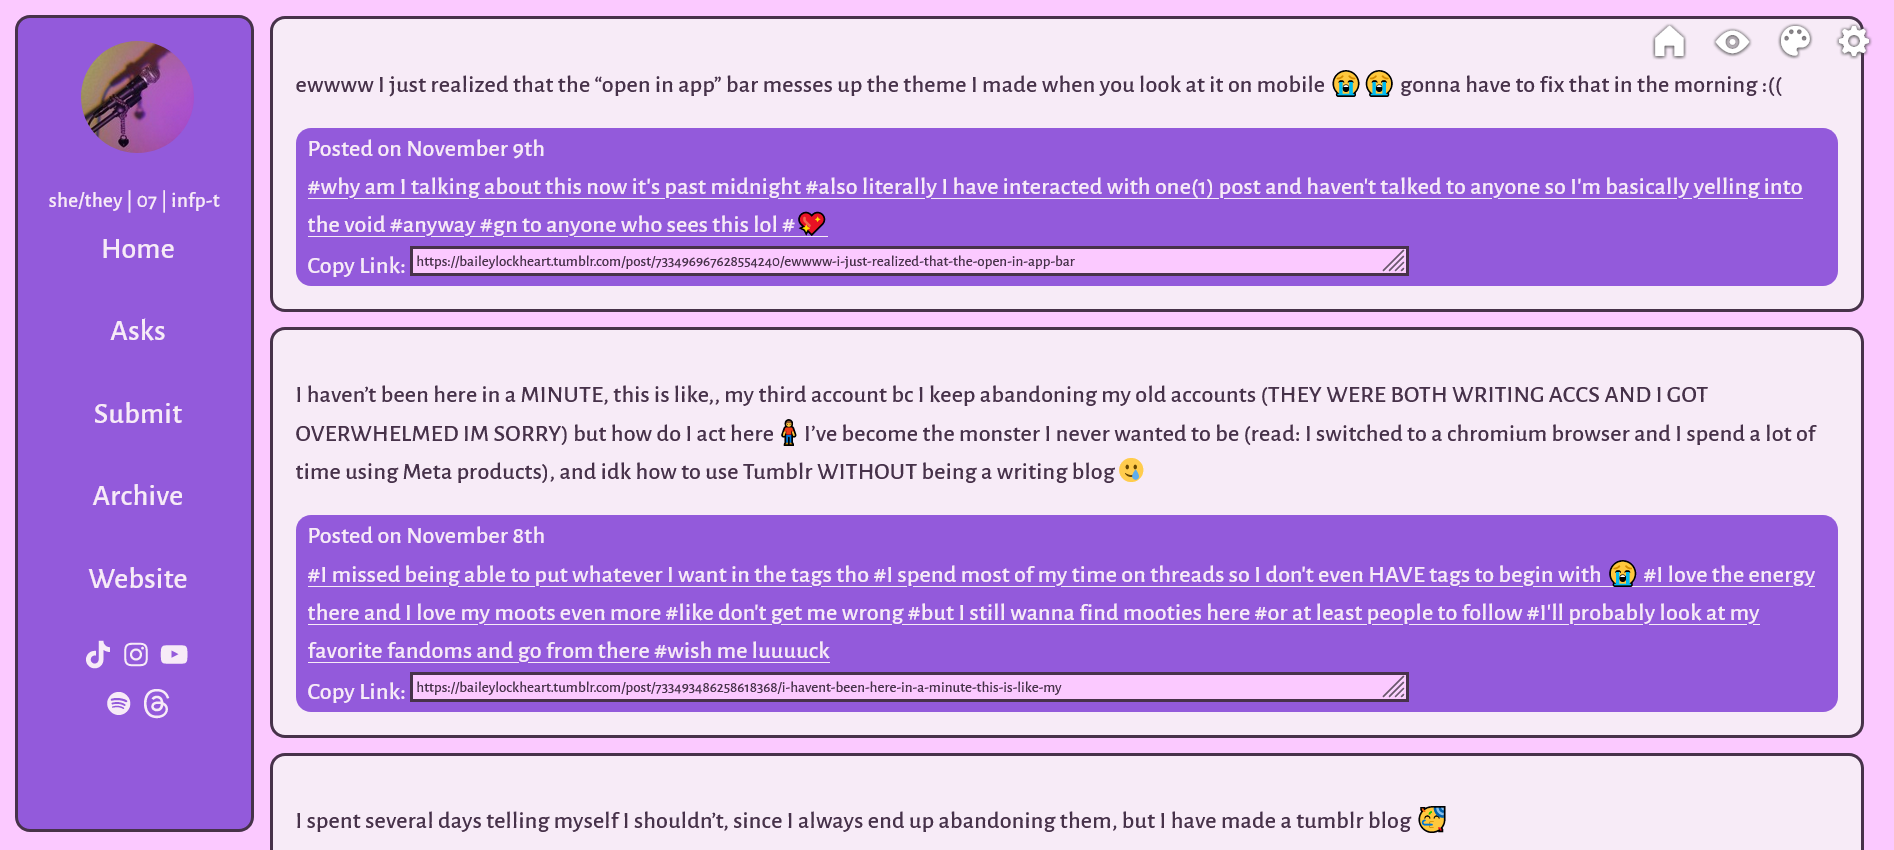 she/they | 07 | infp-t
Home
Asks
Submit
Archive
Website
ewwww I just realized that the “open in app” bar messes up the theme I made when you look at it on mobile 😭😭 gonna have to fix that in the morning :((
Posted on November 9th
#why am I talking about this now it's past midnight #also literally I have interacted with one(1) post and haven't talked to anyone so I'm basically yelling into
the void #anyway #gn to anyone who sees this lol #💖
Copy Link: https://baileylockheart.tumblr.com/post/733496967628554240/ewwww-i-just-realized-that-the-open-in-app-bar
I haven’t been here in a MINUTE, this is like,, my third account bc I keep abandoning my old accounts (THEY WERE BOTH WRITING ACCS AND I GOT
OVERWHELMED IM SORRY) but how do I act here 🧍 I’ve become the monster I never wanted to be (read: I switched to a chromium browser and I spend a lot of
time using Meta products), and idk how to use Tumblr WITHOUT being a writing blog 🥲
Posted on November 8th
#I missed being able to put whatever I want in the tags tho #I spend most of my time on threads so I don't even HAVE tags to begin with 😭 #I love the energy
there and I love my moots even more #like don't get me wrong #but I still wanna find mooties here #or at least people to follow #I'll probably look at my
favorite fandoms and go from there #wish me luuuuck
Copy Link: https://baileylockheart.tumblr.com/post/733493486258618368/i-havent-been-here-in-a-minute-this-is-like-my
I spent several days telling myself I shouldn’t, since I always end up abandoning them, but I have made a tumblr blog 🥳